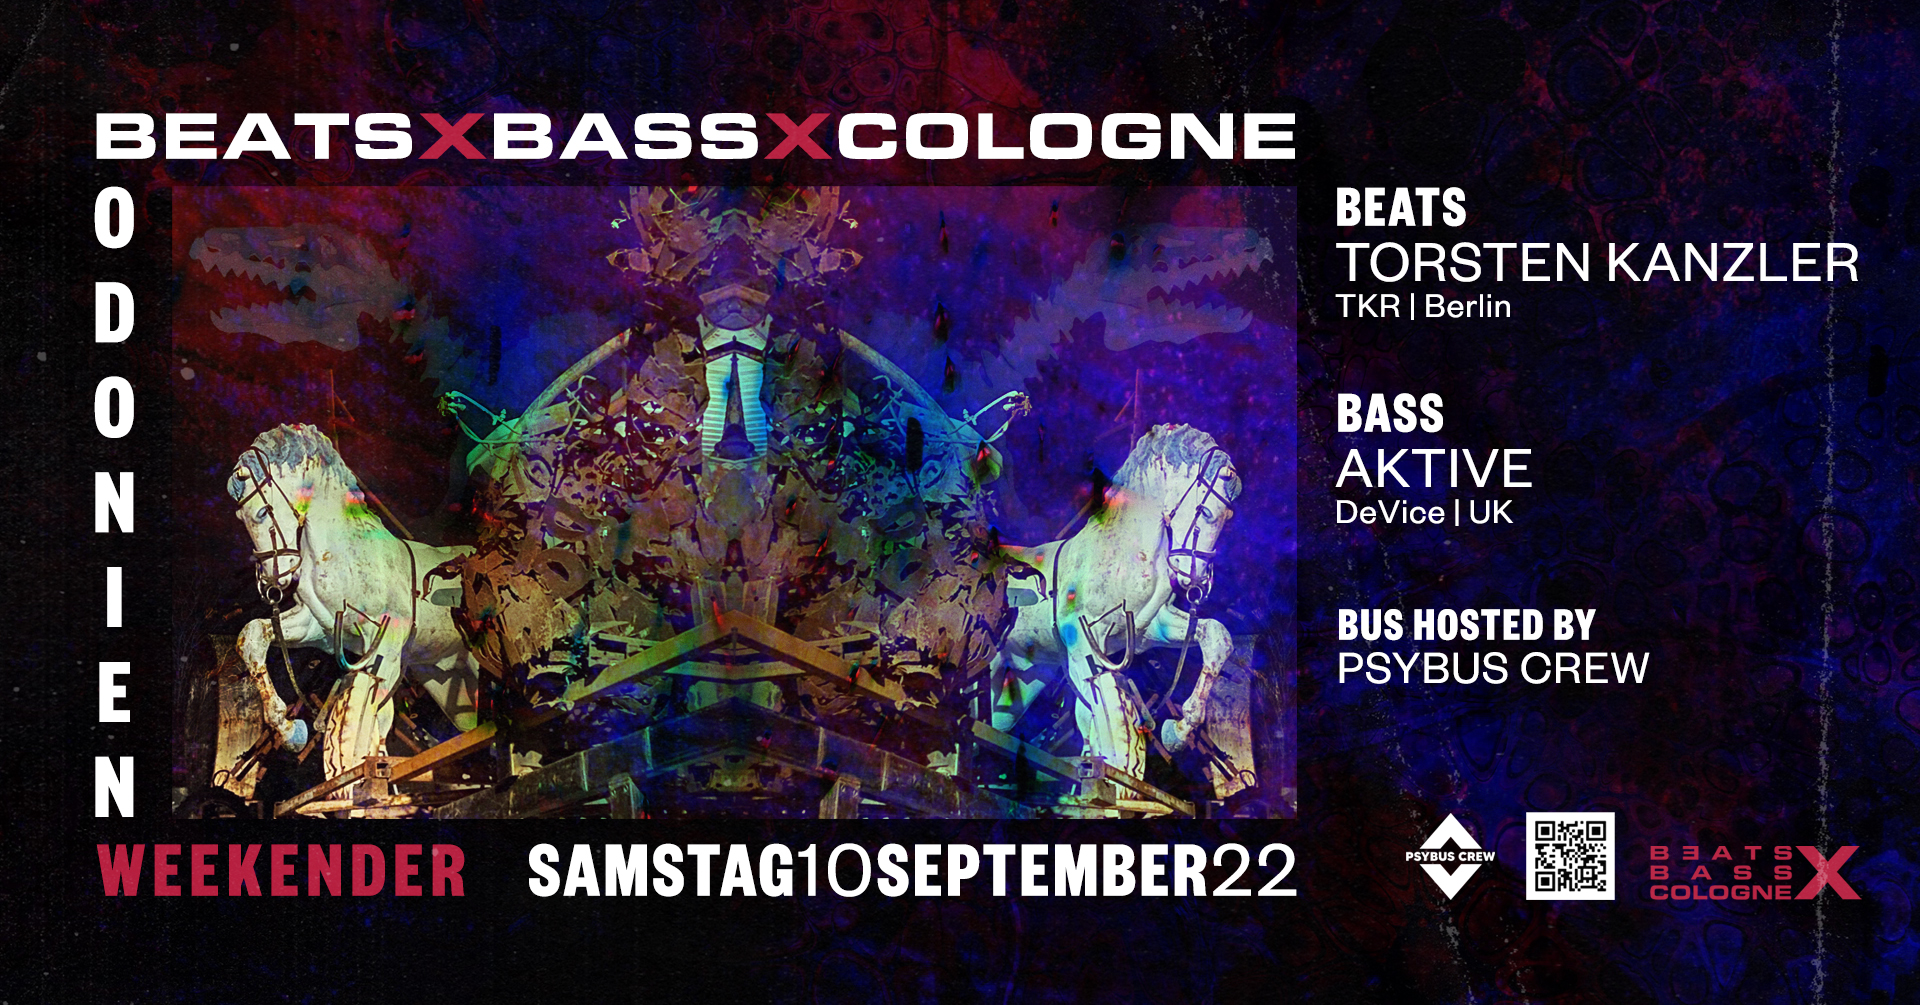 BEATSXBASSXCOLOGNE
ODONIEN
WEEKENDER
SAMSTAG10SEPTEMBER22
BEATS
TORSTEN KANZLER
TKR | Berlin
BASS
AKTIVE
DeVice | UK
BUS HOSTED BY
PSYBUS CREW
PSYBUS CREW
BEATS
BASS
COLOGNE X